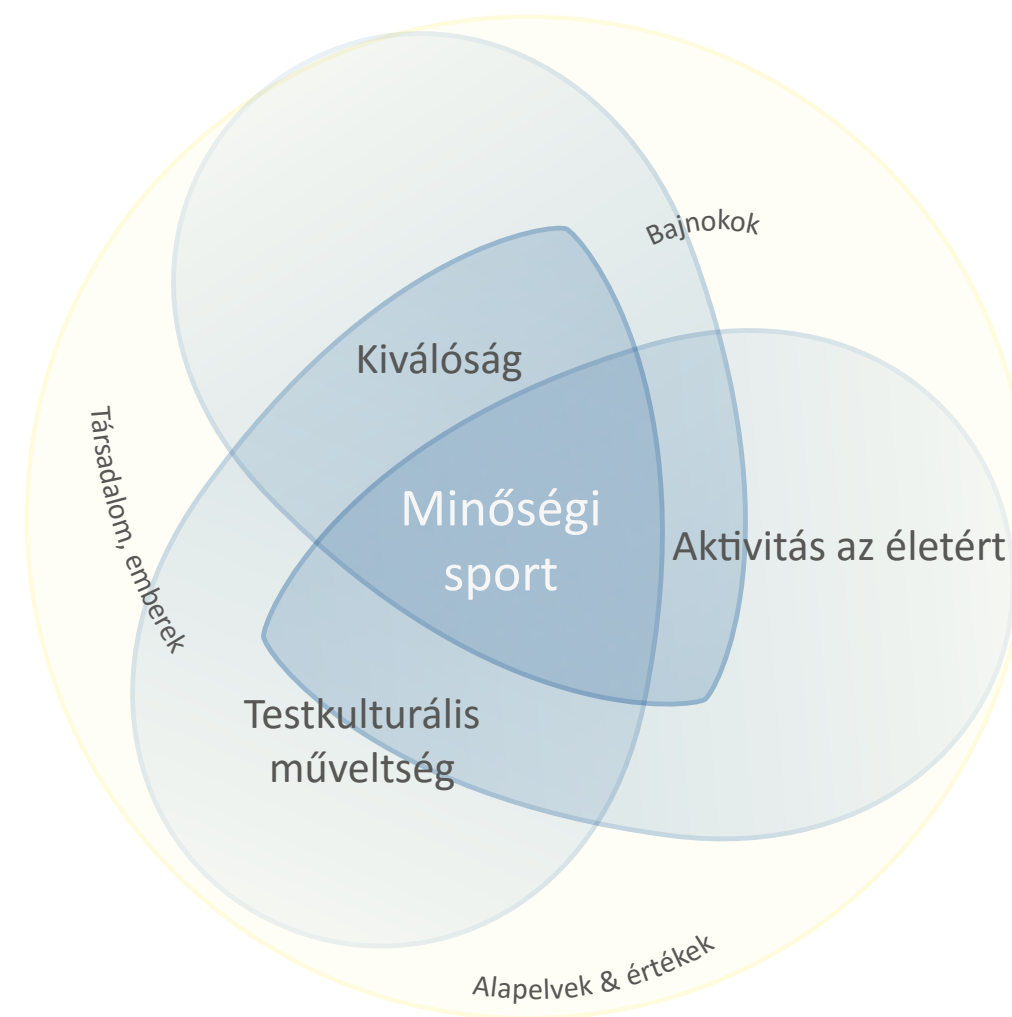 Bajnokok
Kiválóság
Társadalom, emberek
Minőségi
sport
Aktivitás az életért
Testkulturális
műveltség
Alapelvek & értékek